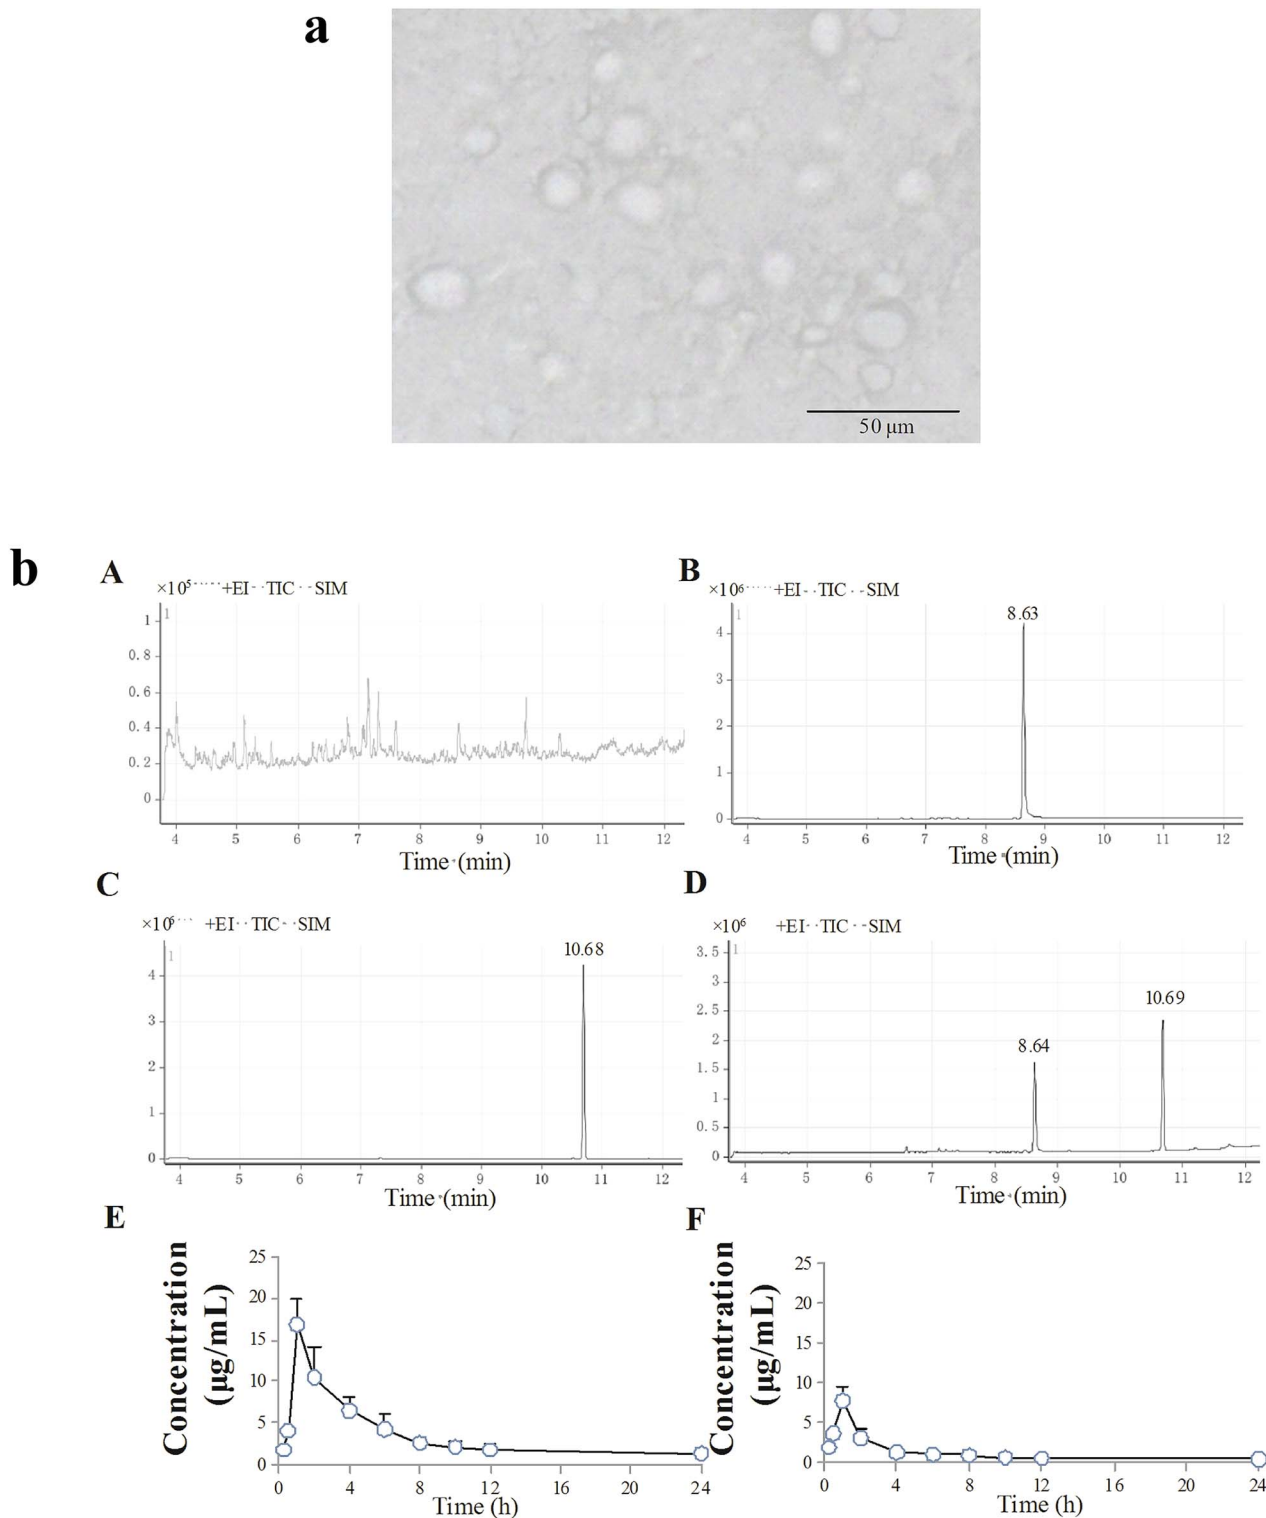 a
50 µm
b
A
×10⁵ +EI TIC SIM
1
1
0.8
0.6
0.4
0.2
0
4 5 6 7 8 9 10 11 12
Time (min)
B
×10⁶ +EI TIC SIM
1
8.63
4
3
2
1
0
4 5 6 7 8 9 10 11 12
Time (min)
C
×10⁶ +EI TIC SIM
1
10.68
4
3
2
1
0
4 5 6 7 8 9 10 11 12
Time (min)
D
×10⁶ +EI TIC SIM
1
3.5
3
2.5
2
1.5
1
0.5
0
8.64
10.69
4 5 6 7 8 9 10 11 12
Time (min)
E
Concentration
(µg/mL)
25
20
15
10
5
0
0 4 8 12 16 20 24
Time (h)
F
Concentration
(µg/mL)
25
20
15
10
5
0
0 4 8 12 16 20 24
Time (h)